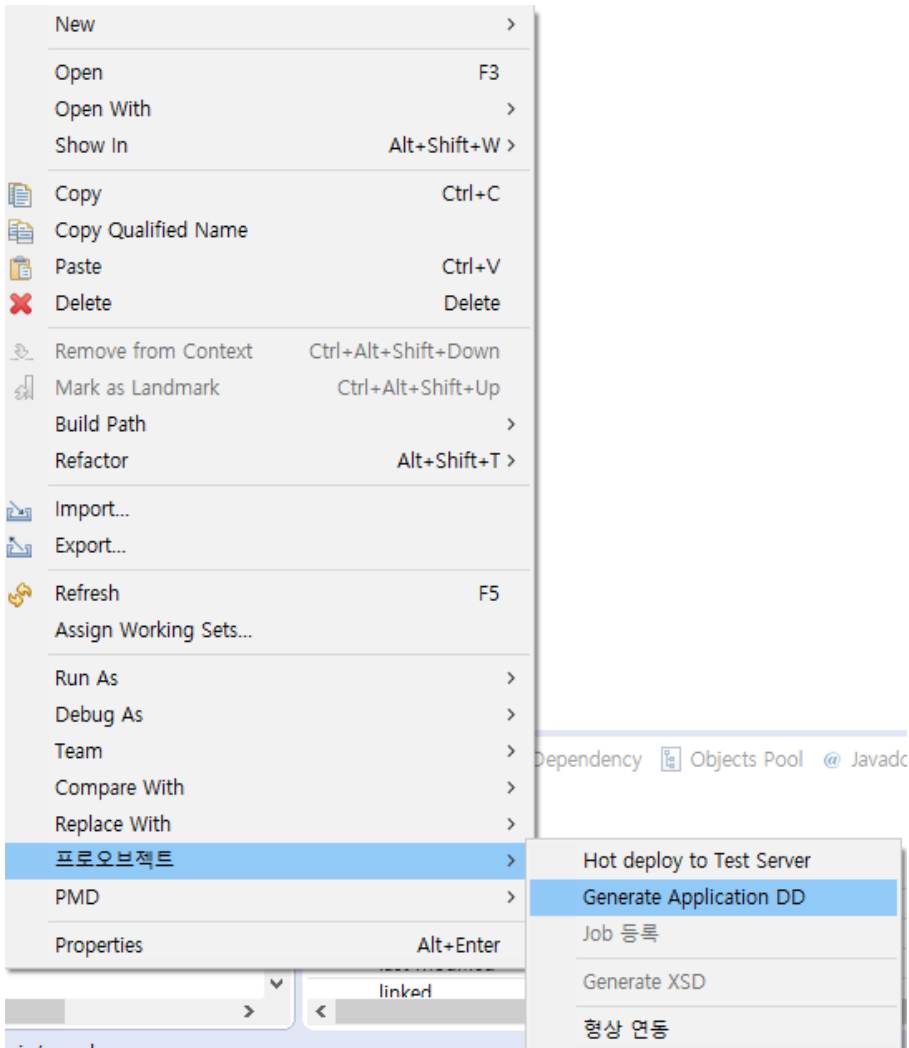 New
Open F3
Open With
Show In Alt+Shift+W
Copy Ctrl+C
Copy Qualified Name
Paste Ctrl+V
Delete Delete
Remove from Context Ctrl+Alt+Shift+Down
Mark as Landmark Ctrl+Alt+Shift+Up
Build Path
Refactor Alt+Shift+T
Import...
Export...
Refresh F5
Assign Working Sets...
Run As
Debug As
Team
Dependency Objects Pool @ Javadoc
Compare With
Replace With
프로오브젝트
Hot deploy to Test Server
PMD
Generate Application DD
Job 등록
Properties Alt+Enter
Generate XSD
linked
형상 연동